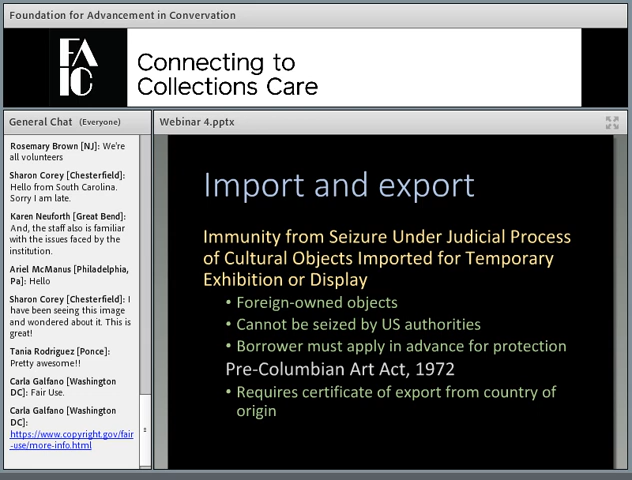 Foundation for Advancement in Convervation
FA
IC
Connecting to
Collections Care
General Chat (Everyone)
Rosemary Brown [NJ]: We're
all volunteers
Sharon Corey [Chesterfield]:
Hello from South Carolina.
Sorry I am late.
Karen Neuforth [Great Bend]:
And, the staff also is familiar
with the issues faced by the
institution.
Ariel McManus [Philadelphia,
Pa]: Hello
Sharon Corey [Chesterfield]: I
have been seeing this image
and wondered about it. This is
great!
Tania Rodriguez [Ponce]:
Pretty awesome!!
Carla Galfano [Washington
DC]: Fair Use.
Carla Galfano [Washington
DC]:
https://www.copyright.gov/fair
-use/more-info.html
Webinar 4.pptx
Import and export
Immunity from Seizure Under Judicial Process
of Cultural Objects Imported for Temporary
Exhibition or Display
• Foreign-owned objects
• Cannot be seized by US authorities
• Borrower must apply in advance for protection
Pre-Columbian Art Act, 1972
• Requires certificate of export from country of
origin